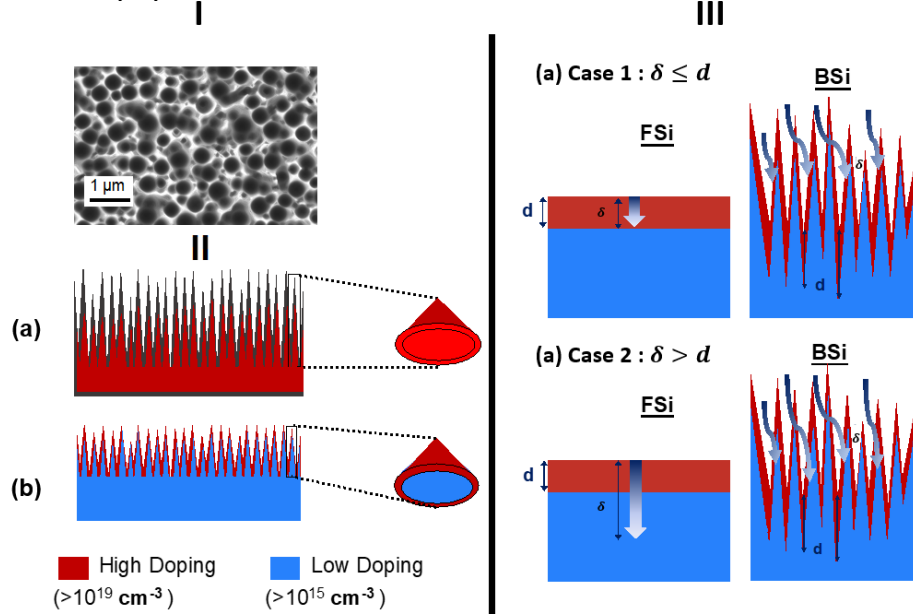 I
1 μm
II
(a)
(b)
High Doping
(>10¹⁹ cm⁻³ )
Low Doping
(>10¹⁵ cm⁻³ )
III
(a) Case 1 : δ ≤ d
BSi
FSi
d
δ
δ
d
(a) Case 2 : δ > d
BSi
FSi
d
δ
δ
d